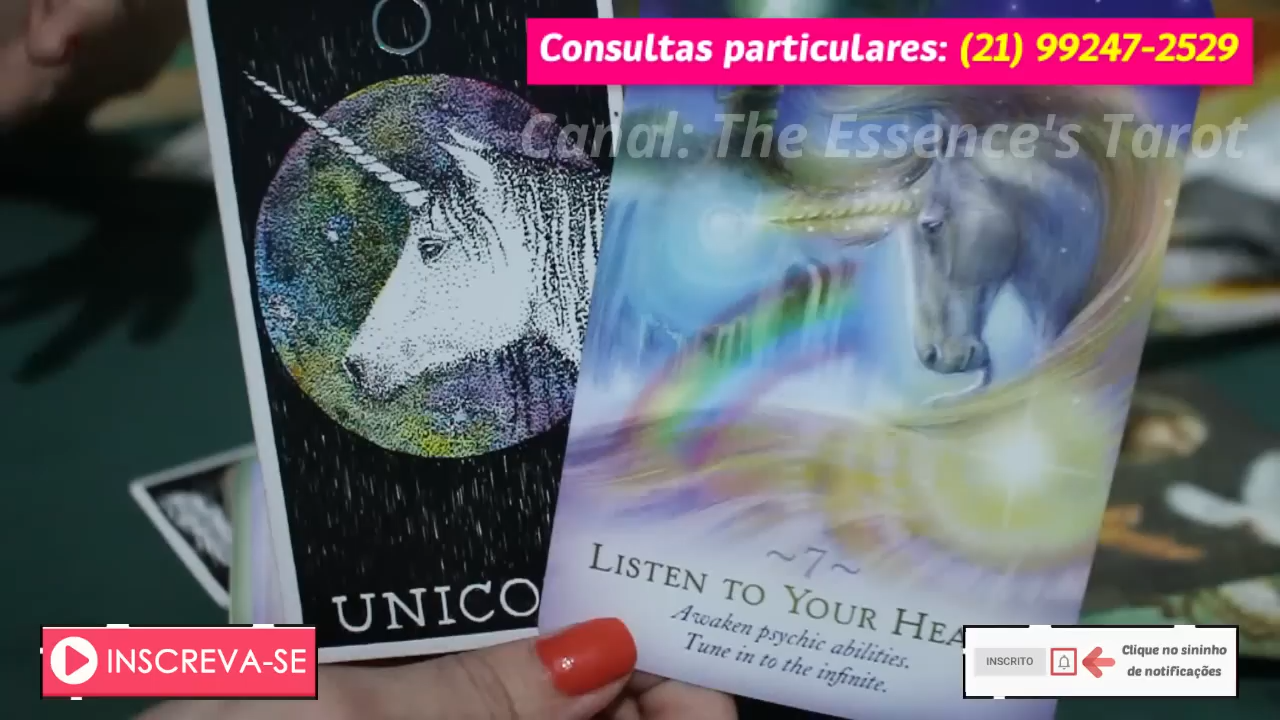 Consultas particulares: (21) 99247-2529
Canal: The Essence's Tarot
UNICO
~7~
LISTEN TO YOUR HEA
Awaken psychic abilities.
Tune in to the infinite.
INSCREVA-SE
INSCRITO
Clique no sininho
de notificações